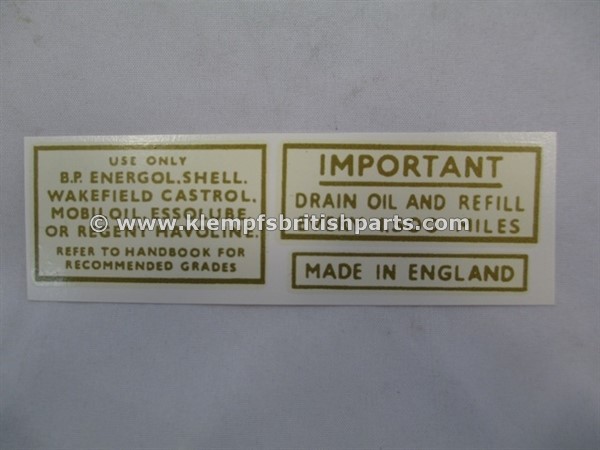 USE ONLY
B.P. ENERGOL, SHELL,
WAKEFIELD CASTROL,
MOBILOIL, ESSOLUBE,
OR REGENT HAVOLINE.
REFER TO HANDBOOK FOR
RECOMMENDED GRADES
IMPORTANT
DRAIN OIL AND REFILL
MILES
MADE IN ENGLAND
© www.klempfsbritishparts.com ©